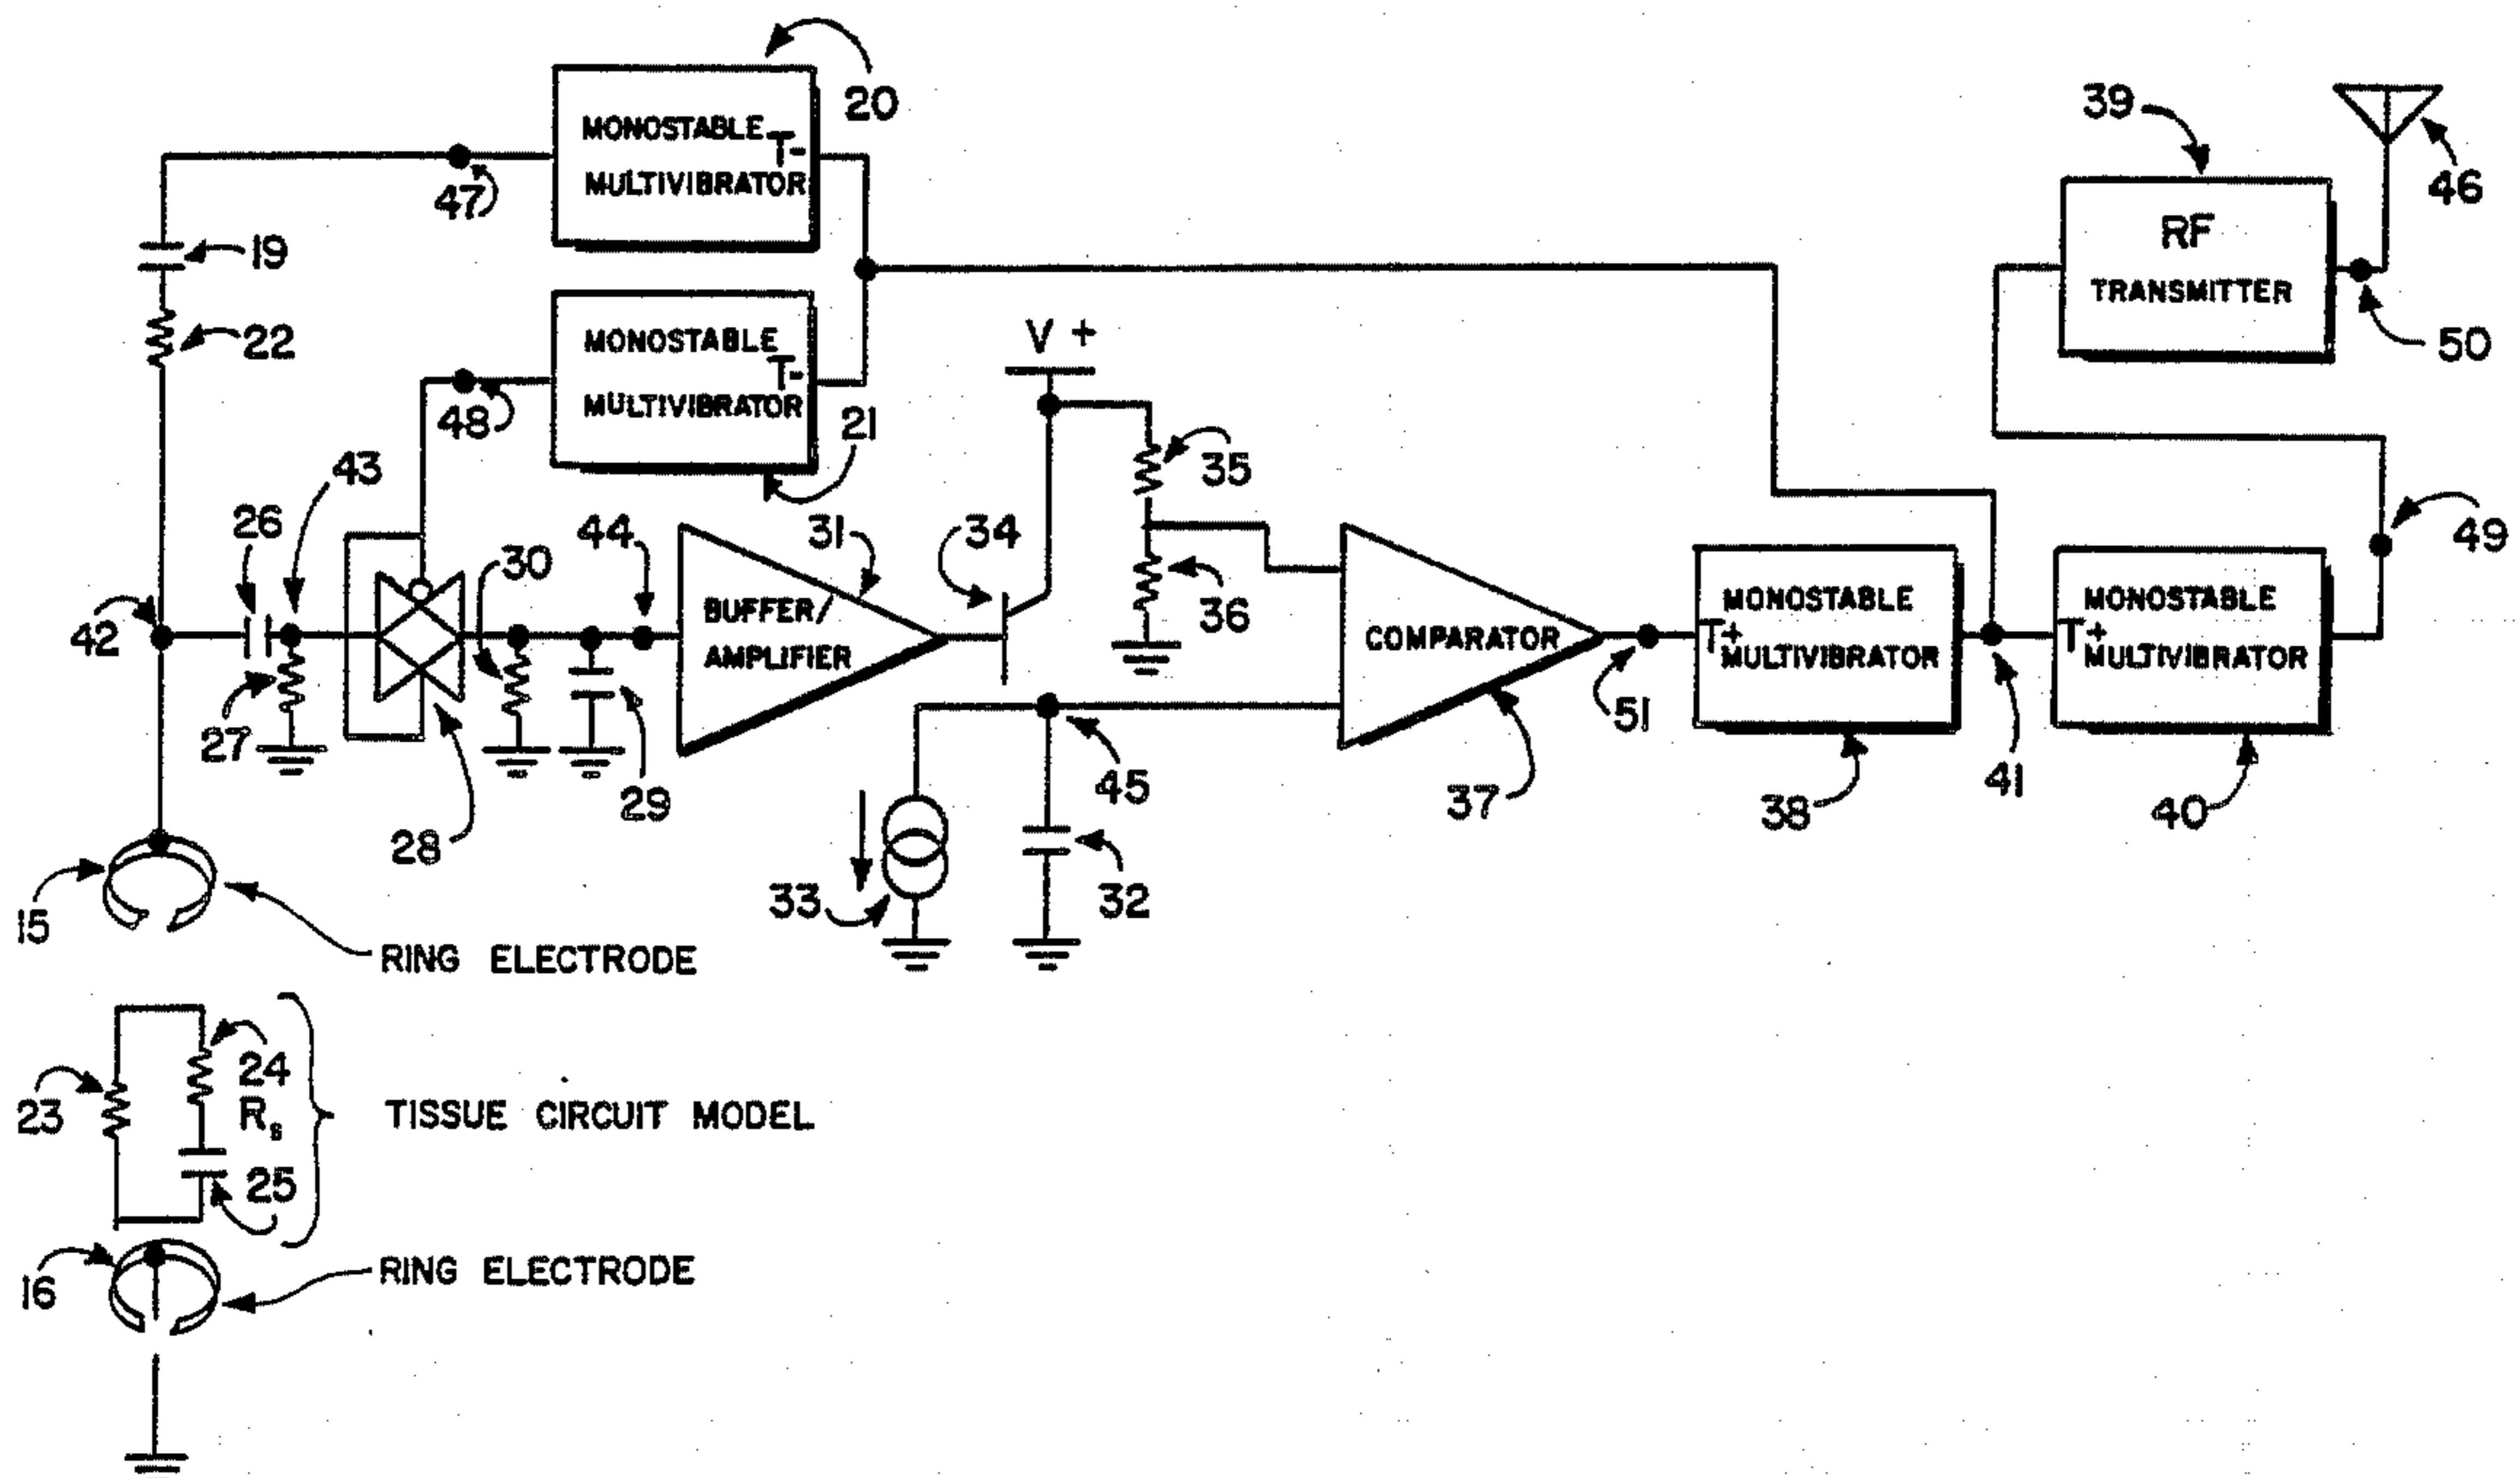 20
MONOSTABLE
T-
MULTIVIBRATOR
47
39
46
RF
TRANSMITTER
50
19
22
MONOSTABLE
T-
MULTIVIBRATOR
48
21
V +
35
43
26
44
31
34
30
36
49
42
BUFFER/
AMPLIFIER
COMPARATOR
MONOSTABLE
T+
MULTIVIBRATOR
MONOSTABLE
T+
MULTIVIBRATOR
27
51
28
29
45
37
38
41
40
15
33
32
RING ELECTRODE
24
23
Rs
TISSUE CIRCUIT MODEL
25
16
RING ELECTRODE